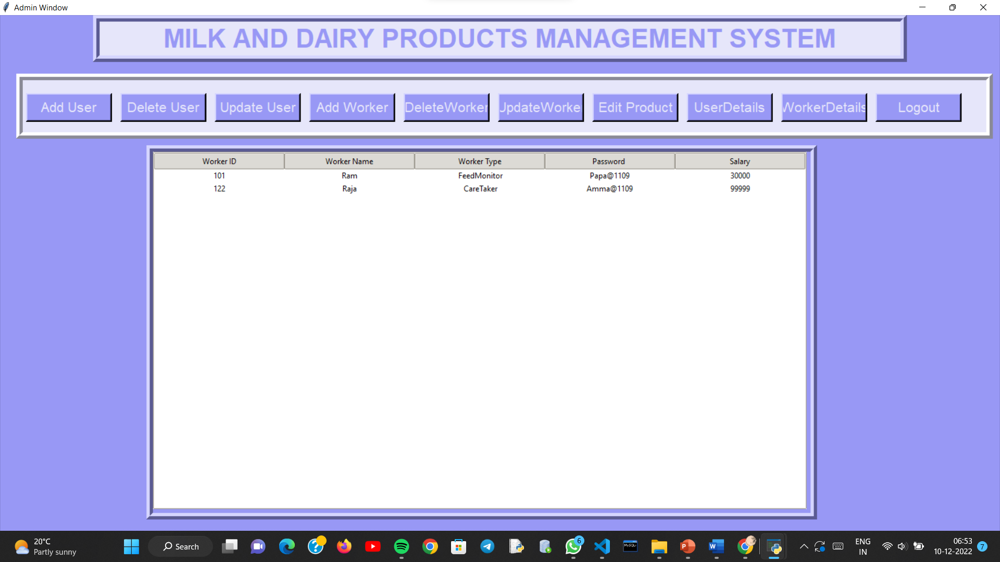 Admin Window
MILK AND DAIRY PRODUCTS MANAGEMENT SYSTEM
Add User Delete User Update User Add Worker DeleteWorker UpdateWorker Edit Product UserDetails WorkerDetails Logout
Worker ID Worker Name Worker Type Password Salary
101 Ram FeedMonitor Papa@1109 30000
122 Raja CareTaker Amma@1109 99999
20°C
Partly sunny
Search
6
MySQL
P
W
ENG
IN
06:53
10-12-2022
7